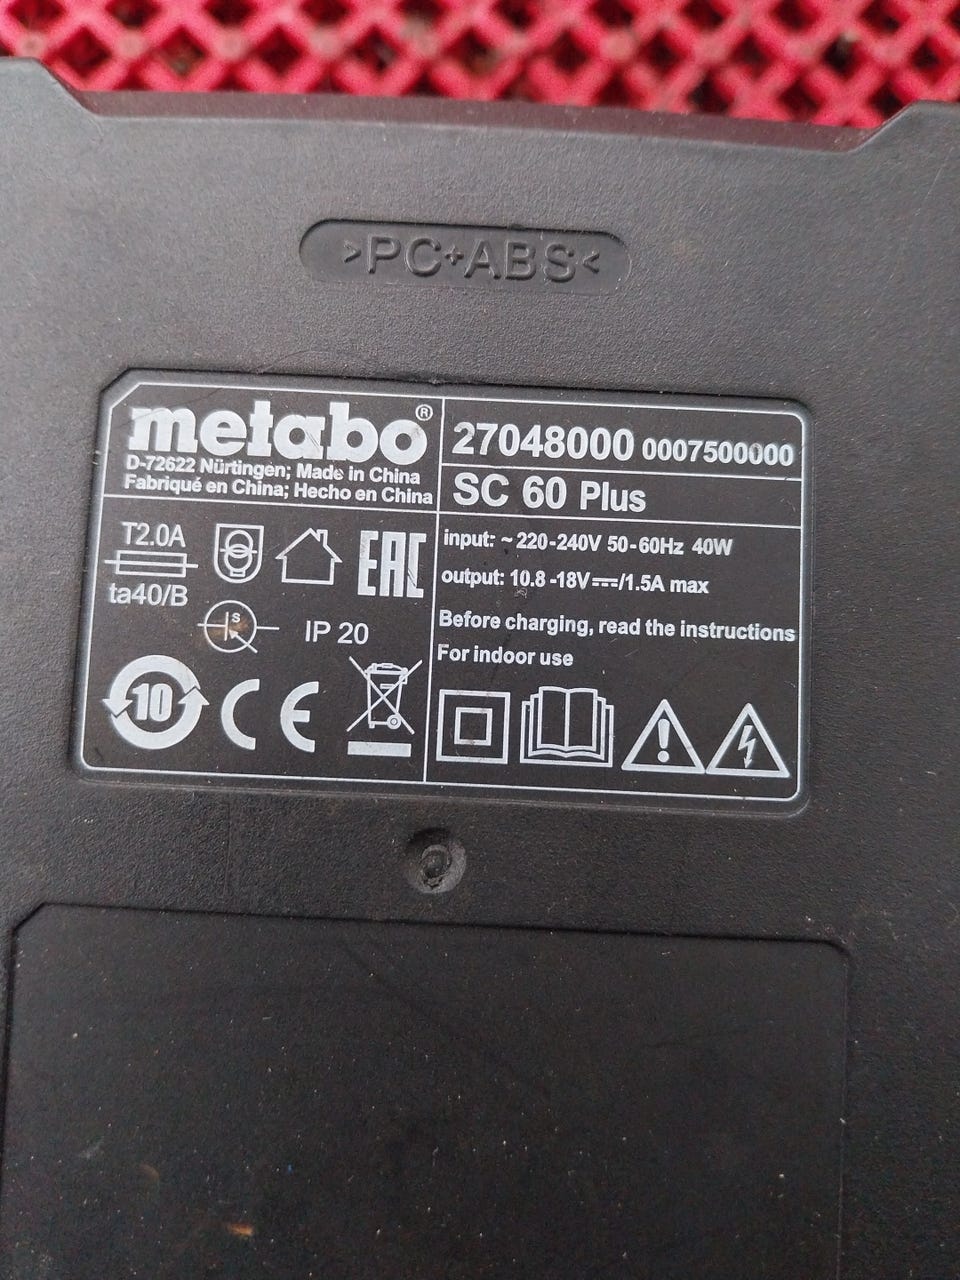 >PC+ABS<
metabo®
D-72622 Nürtingen; Made in China
Fabriqué en China; Hecho en China
27048000 0007500000
SC 60 Plus
T2.0A
ta40/B
EAC
S
IP 20
10
CE
input: ~ 220-240V 50-60Hz 40W
output: 10.8 -18V⎓/1.5A max
Before charging, read the instructions
For indoor use